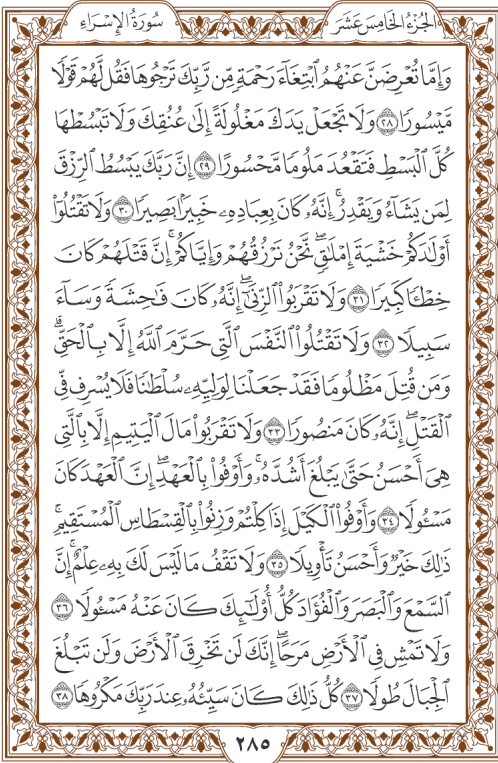 الجزء الخامس عشر
سورة الإسراء
وَإِمَّا تُعْرِضَنَّ عَنْهُمُ ٱبْتِغَآءَ رَحْمَةٍ مِّن رَّبِّكَ تَرْجُوهَا فَقُل لَّهُمْ قَوْلًا
مَّيْسُورًا ٢٨ وَلَا تَجْعَلْ يَدَكَ مَغْلُولَةً إِلَىٰ عُنُقِكَ وَلَا تَبْسُطْهَا
كُلَّ ٱلْبَسْطِ فَتَقْعُدَ مَلُومًا مَّحْسُورًا ٢٩ إِنَّ رَبَّكَ يَبْسُطُ ٱلرِّزْقَ
لِمَن يَشَآءُ وَيَقْدِرُ ۚ إِنَّهُۥ كَانَ بِعِبَادِهِۦ خَبِيرًۢا بَصِيرًا ٣٠ وَلَا تَقْتُلُوٓا۟
أَوْلَٰدَكُمْ خَشْيَةَ إِمْلَٰقٍ ۖ نَّحْنُ نَرْزُقُهُمْ وَإِيَّاكُمْ ۚ إِنَّ قَتْلَهُمْ كَانَ
خِطْـًٔا كَبِيرًا ٣١ وَلَا تَقْرَبُوا۟ ٱلزِّنَىٰٓ ۖ إِنَّهُۥ كَانَ فَٰحِشَةً وَسَآءَ
سَبِيلًا ٣٢ وَلَا تَقْتُلُوا۟ ٱلنَّفْسَ ٱلَّتِى حَرَّمَ ٱللَّهُ إِلَّا بِٱلْحَقِّ ۗ
وَمَن قُتِلَ مَظْلُومًا فَقَدْ جَعَلْنَا لِوَلِيِّهِۦ سُلْطَٰنًا فَلَا يُسْرِف فِّى
ٱلْقَتْلِ ۖ إِنَّهُۥ كَانَ مَنصُورًا ٣٣ وَلَا تَقْرَبُوا۟ مَالَ ٱلْيَتِيمِ إِلَّا بِٱلَّتِى
هِىَ أَحْسَنُ حَتَّىٰ يَبْلُغَ أَشُدَّهُۥ ۚ وَأَوْفُوا۟ بِٱلْعَهْدِ ۖ إِنَّ ٱلْعَهْدَ كَانَ
مَسْـُٔولًا ٣٤ وَأَوْفُوا۟ ٱلْكَيْلَ إِذَا كِلْتُمْ وَزِنُوا۟ بِٱلْقِسْطَاسِ ٱلْمُسْتَقِيمِ ۚ
ذَٰلِكَ خَيْرٌ وَأَحْسَنُ تَأْوِيلًا ٣٥ وَلَا تَقْفُ مَا لَيْسَ لَكَ بِهِۦ عِلْمٌ ۚ إِنَّ
ٱلسَّمْعَ وَٱلْبَصَرَ وَٱلْفُؤَادَ كُلُّ أُو۟لَٰٓئِكَ كَانَ عَنْهُ مَسْـُٔولًا ٣٦
وَلَا تَمْشِ فِى ٱلْأَرْضِ مَرَحًا ۖ إِنَّكَ لَن تَخْرِقَ ٱلْأَرْضَ وَلَن تَبْلُغَ
ٱلْجِبَالَ طُولًا ٣٧ كُلُّ ذَٰلِكَ كَانَ سَيِّئُهُۥ عِندَ رَبِّكَ مَكْرُوهًا ٣٨
٢٨٥